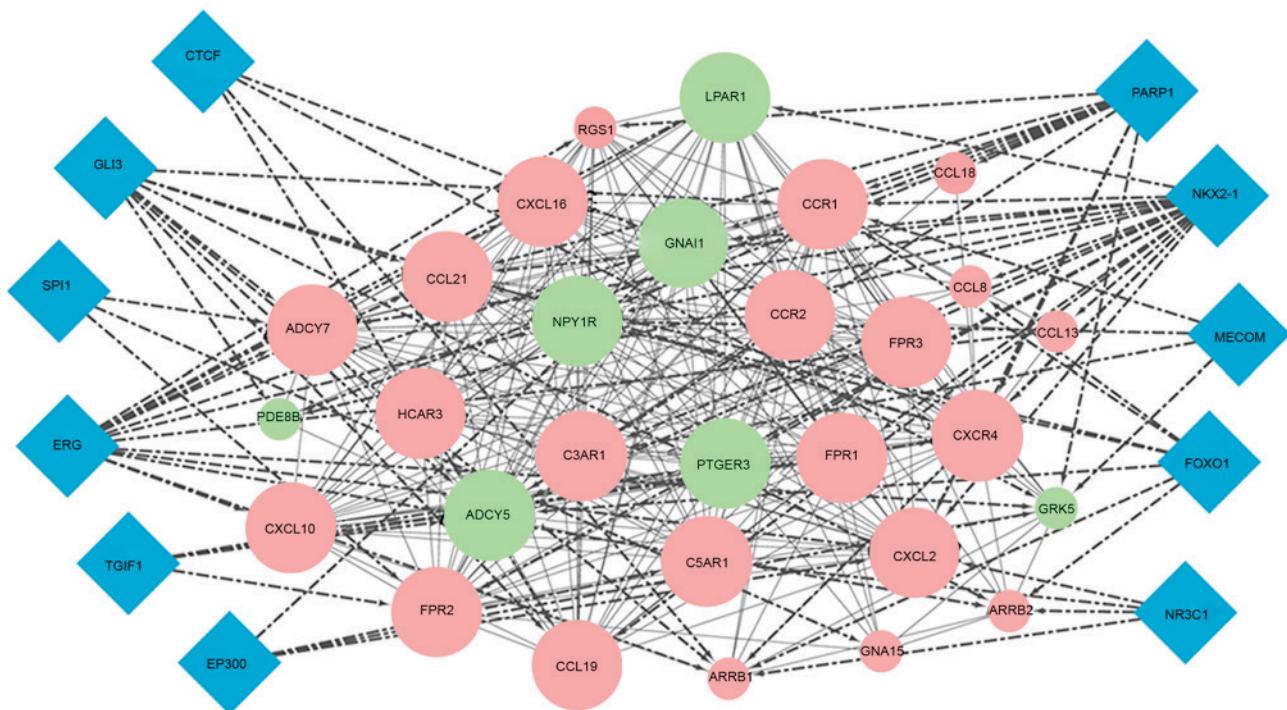 CTCF
LPAR1
PARP1
RGS1
GLI3
CCL18
NKX2-1
CXCL16
CCR1
GNAI1
CCL21
SPI1
CCL8
NPY1R
CCR2
ADCY7
CCL13
MECOM
FPR3
HCAR3
PDE8B
CXCR4
ERG
C3AR1
PTGER3
FPR1
FOXO1
GRK5
ADCY5
CXCL10
CXCL2
TGIF1
C5AR1
ARRB2
FPR2
NR3C1
GNA15
EP300
CCL19
ARRB1